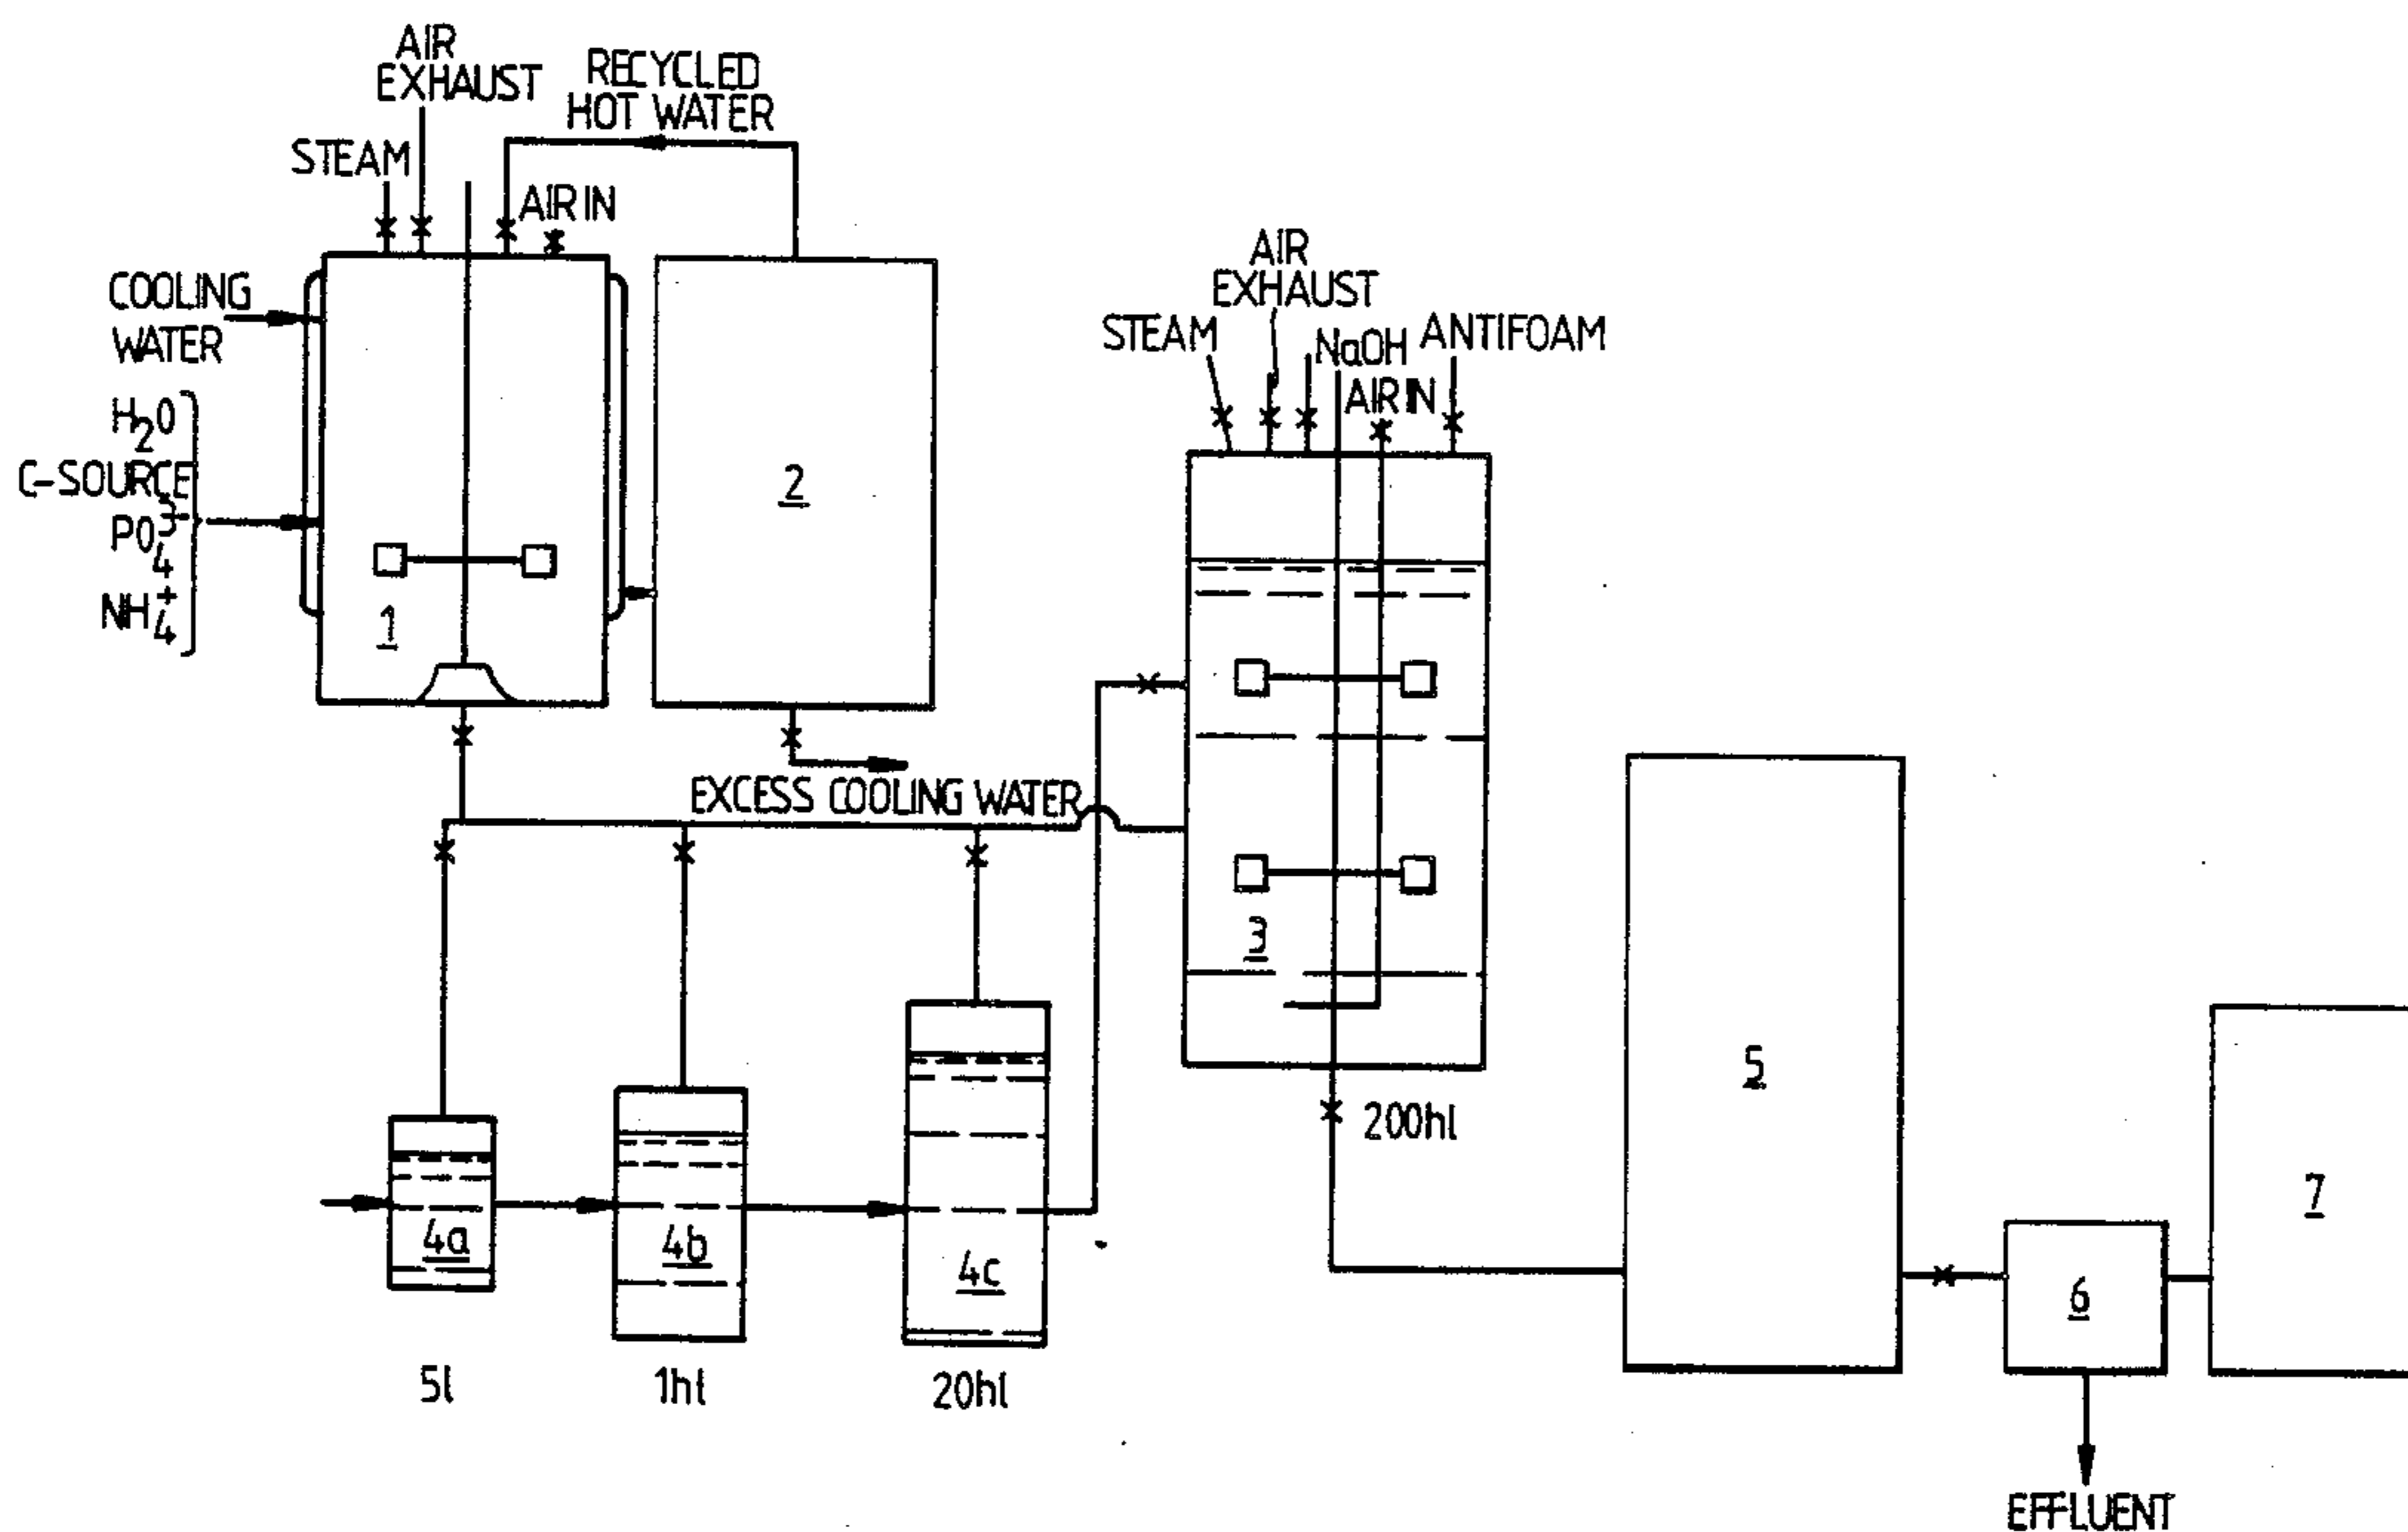 AIR
EXHAUST
RECYCLED
HOT WATER
STEAM
AIR IN
COOLING
WATER
H2O
C-SOURCE
PO4 3-
NH4+
1
2
EXCESS COOLING WATER
AIR
EXHAUST
STEAM
NaOH
ANTIFOAM
AIR IN
3
200hl
4a
4b
4c
5l
1hl
20hl
5
6
7
EFFLUENT